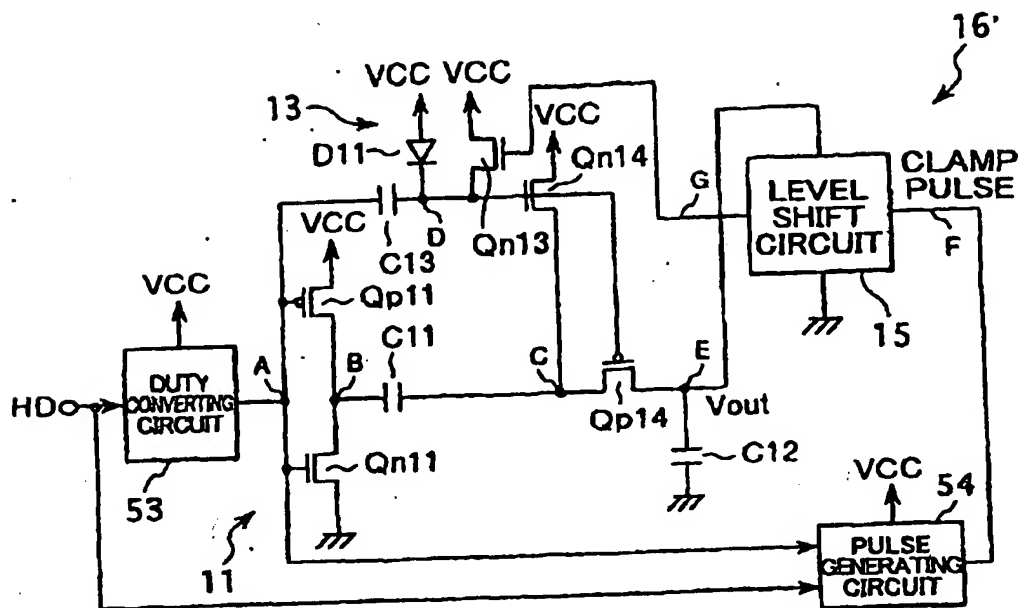 16'
VCC VCC
13
D11
VCC
Qn14
G
CLAMP
PULSE
LEVEL
SHIFT
CIRCUIT
F
15
D
C13
Qn13
VCC
Qp11
VCC
C11
A
B
C
E
HD
DUTY
CONVERTING
CIRCUIT
53
Qp14
Vout
Qn11
C12
VCC
54
11
PULSE
GENERATING
CIRCUIT